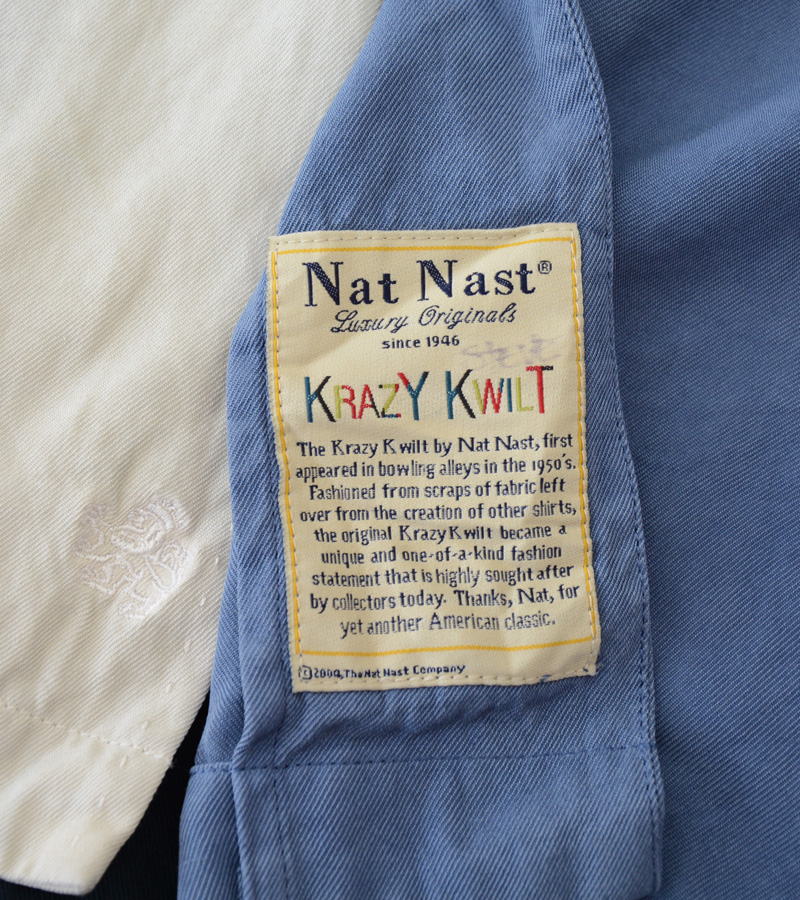 Nat Nast®
Luxury Originals
since 1946
KRAZY KWILT
The Krazy Kwilt by Nat Nast, first
appeared in bowling alleys in the 1950's.
Fashioned from scraps of fabric left
over from the creation of other shirts,
the original Krazy Kwilt became a
unique and one-of-a-kind fashion
statement that is highly sought after
by collectors today. Thanks, Nat, for
yet another American classic.
©2004, The Nat Nast Company